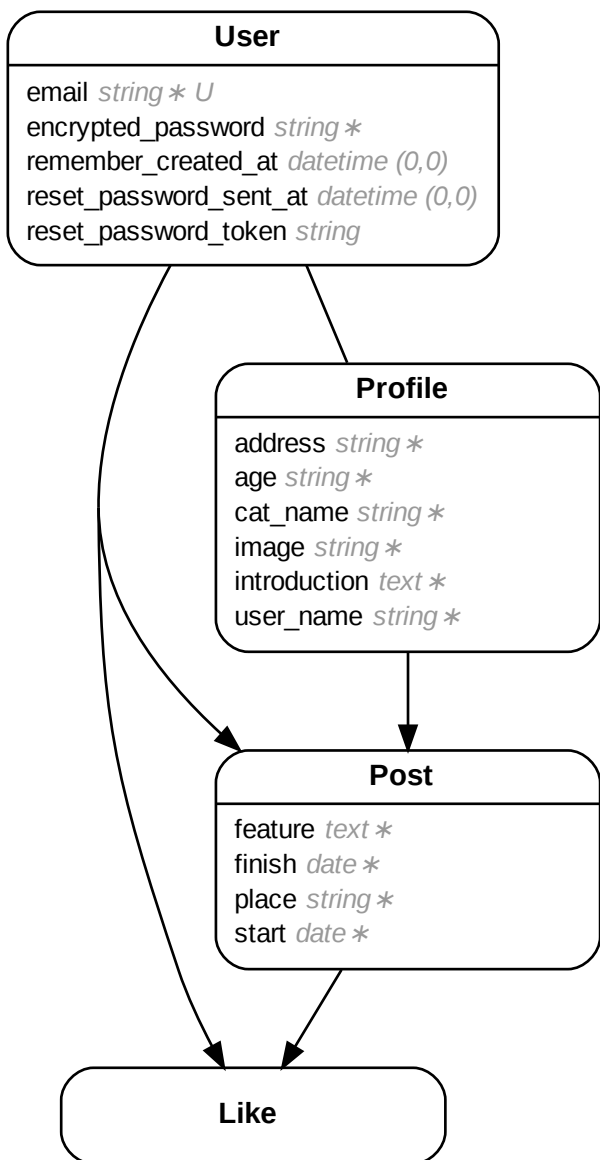 User
email string ∗ U
encrypted_password string ∗
remember_created_at datetime (0,0)
reset_password_sent_at datetime (0,0)
reset_password_token string
Profile
address string ∗
age string ∗
cat_name string ∗
image string ∗
introduction text ∗
user_name string ∗
Post
feature text ∗
finish date ∗
place string ∗
start date ∗
Like